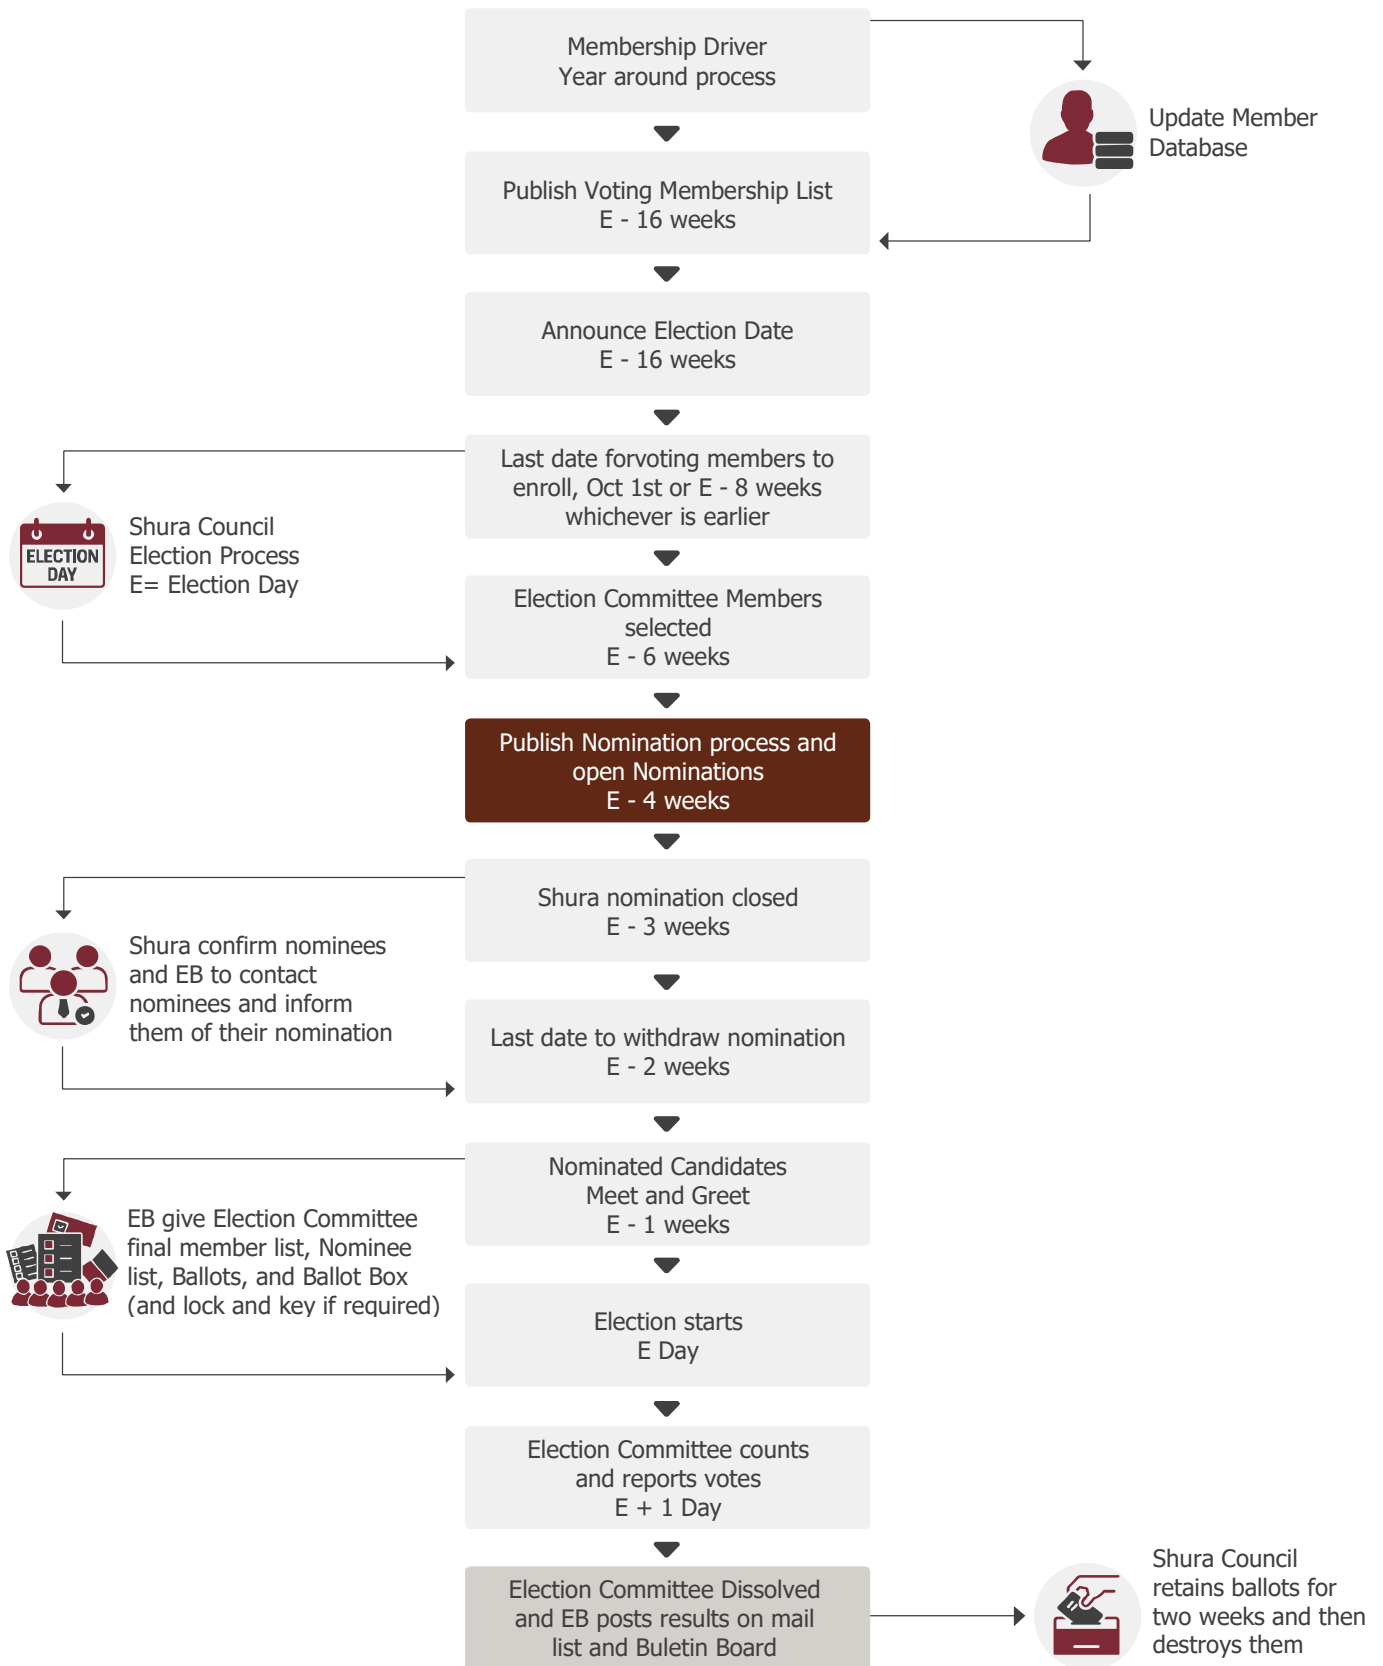 Membership Driver
Year around process
Update Member
Database
Publish Voting Membership List
E - 16 weeks
Announce Election Date
E - 16 weeks
Last date forvoting members to
enroll, Oct 1st or E - 8 weeks
whichever is earlier
ELECTION
DAY
Shura Council
Election Process
E= Election Day
Election Committee Members
selected
E - 6 weeks
Publish Nomination process and
open Nominations
E - 4 weeks
Shura nomination closed
E - 3 weeks
Shura confirm nominees
and EB to contact
nominees and inform
them of their nomination
Last date to withdraw nomination
E - 2 weeks
Nominated Candidates
Meet and Greet
E - 1 weeks
EB give Election Committee
final member list, Nominee
list, Ballots, and Ballot Box
(and lock and key if required)
Election starts
E Day
Election Committee counts
and reports votes
E + 1 Day
Election Committee Dissolved
and EB posts results on mail
list and Buletin Board
Shura Council
retains ballots for
two weeks and then
destroys them